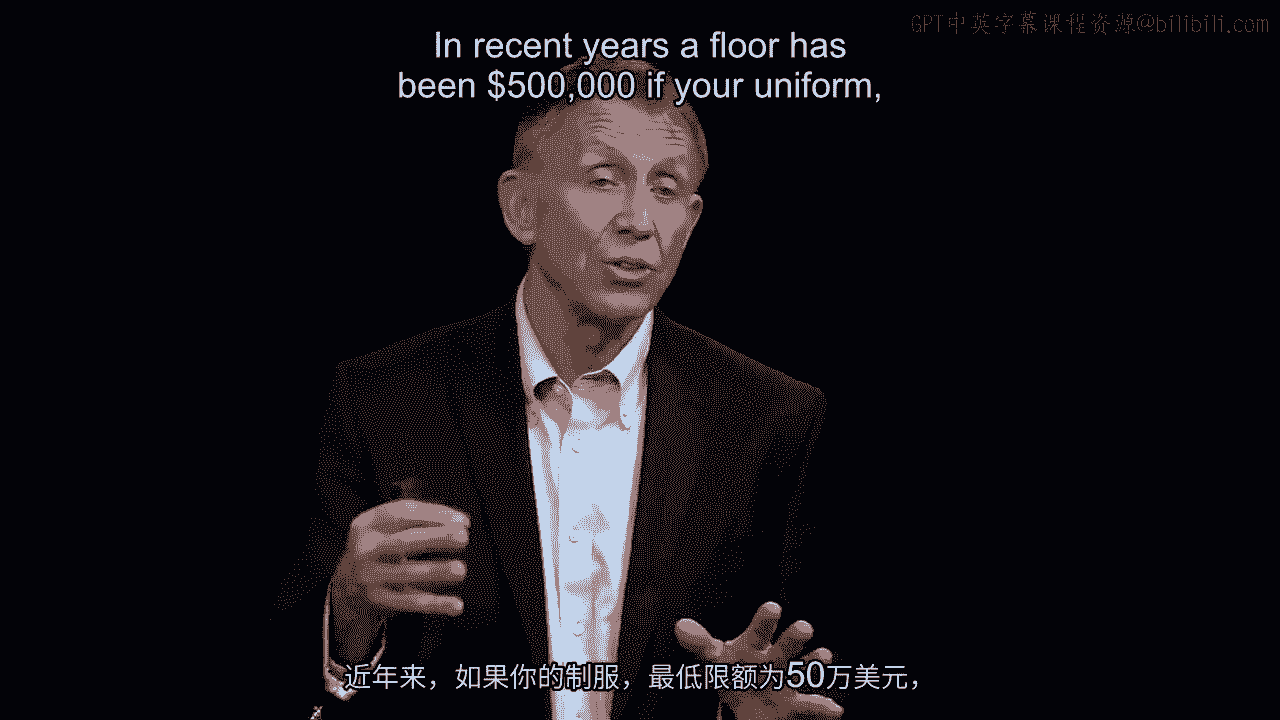 GPT中英字幕课程资源@bilibili.com
In recent years a floor has
been $500,000 if your uniform,
近年来，如果你的制服，最低限额为50万美元，